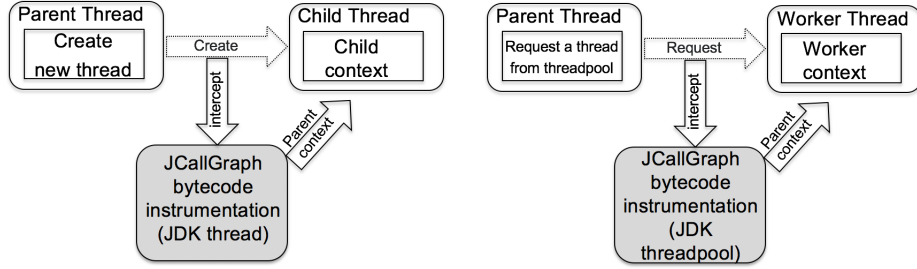 Parent Thread
Create
new thread
Create
Child Thread
Child
context
intercept
Parent
context
JCallGraph
bytecode
instrumentation
(JDK thread)
Parent Thread
Request a thread
from threadpool
Request
Worker Thread
Worker
context
intercept
Parent
context
JCallGraph
bytecode
instrumentation
(JDK
threadpool)